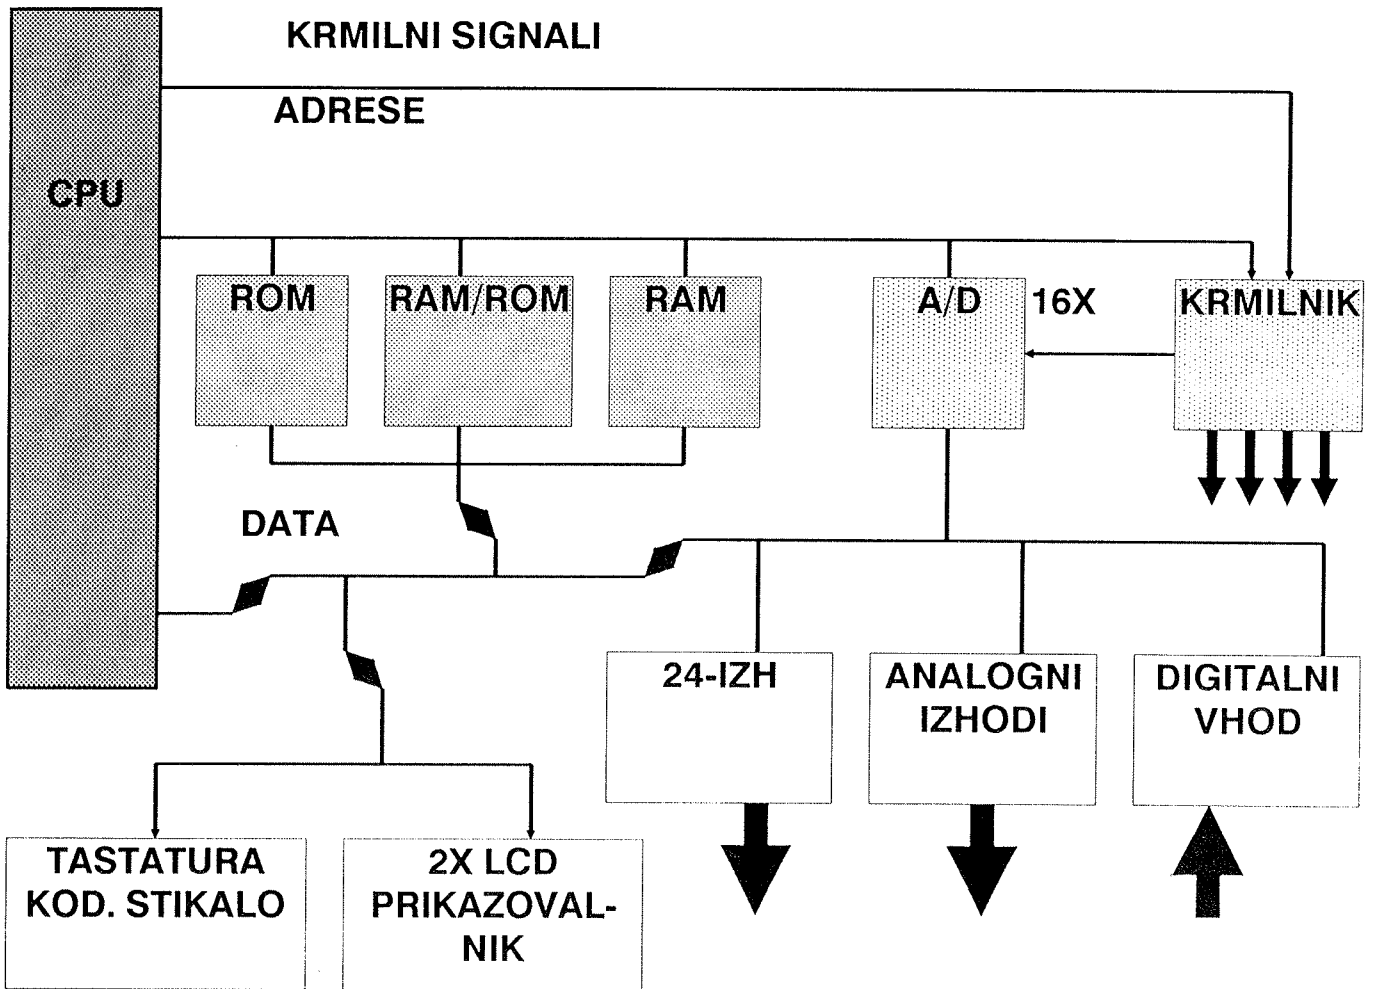 KRMILNI SIGNALI
ADRESE
CPU
ROM
RAM/ROM
RAM
A/D
16X
KRMILNIK
DATA
24-IZH
ANALOGNI
IZHODI
DIGITALNI
VHOD
TASTATURA
KOD. STIKALO
2X LCD
PRIKAZOVAL-
NIK